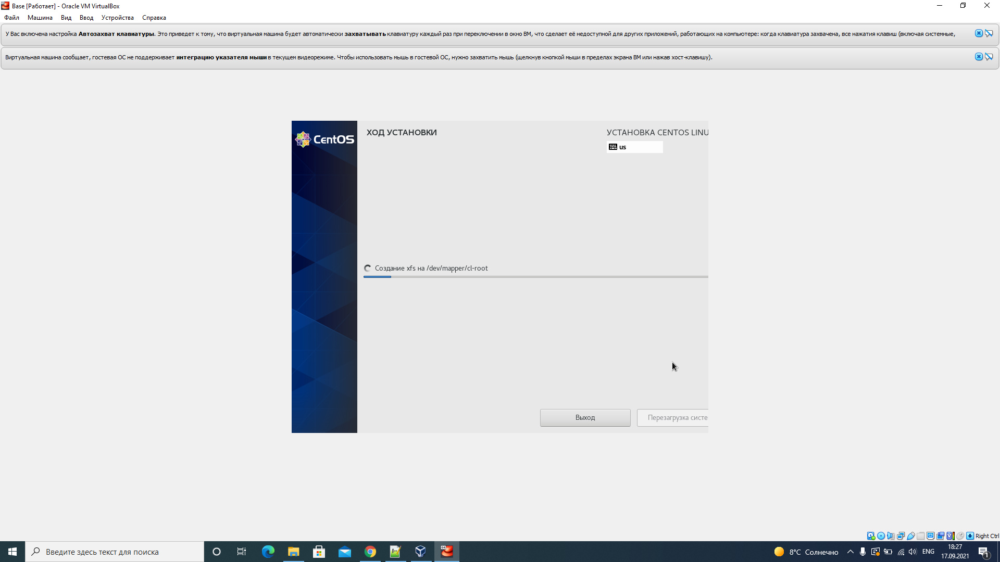 Base [Работает] - Oracle VM VirtualBox
Файл Машина Вид Ввод Устройства Справка
У Вас включена настройка Автозахват клавиатуры. Это приведет к тому, что виртуальная машина будет автоматически захватывать клавиатуру каждый раз при переключении в окно ВМ, что сделает её недоступной для других приложений, работающих на компьютере: когда клавиатура захвачена, все нажатия клавиш (включая системные,
Виртуальная машина сообщает, гостевая ОС не поддерживает интеграцию указателя мыши в текущем видеорежиме. Чтобы использовать мышь в гостевой ОС, нужно захватить мышь (щелкнув кнопкой мыши в пределах экрана ВМ или нажав хост-клавишу).
CentOS
ХОД УСТАНОВКИ
УСТАНОВКА CENTOS LINU
us
Создание xfs на /dev/mapper/cl-root
Выход
Перезагрузка систе
Right Ctrl
Введите здесь текст для поиска
8°C Солнечно
ENG
18:27
17.09.2021
1